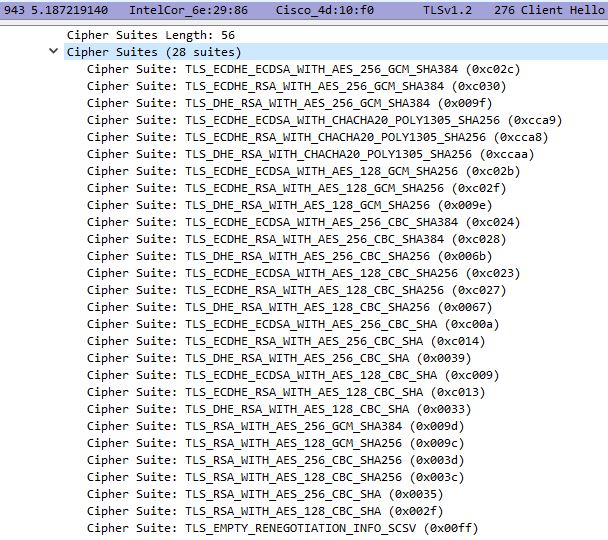 943 5.187219140 IntelCor_6e:29:86 Cisco_4d:10:f0 TLSv1.2 276 Client Hello
Cipher Suites Length: 56
Cipher Suites (28 suites)
Cipher Suite: TLS_ECDHE_ECDSA_WITH_AES_256_GCM_SHA384 (0xc02c)
Cipher Suite: TLS_ECDHE_RSA_WITH_AES_256_GCM_SHA384 (0xc030)
Cipher Suite: TLS_DHE_RSA_WITH_AES_256_GCM_SHA384 (0x009f)
Cipher Suite: TLS_ECDHE_ECDSA_WITH_CHACHA20_POLY1305_SHA256 (0xcca9)
Cipher Suite: TLS_ECDHE_RSA_WITH_CHACHA20_POLY1305_SHA256 (0xcca8)
Cipher Suite: TLS_DHE_RSA_WITH_CHACHA20_POLY1305_SHA256 (0xccaa)
Cipher Suite: TLS_ECDHE_ECDSA_WITH_AES_128_GCM_SHA256 (0xc02b)
Cipher Suite: TLS_ECDHE_RSA_WITH_AES_128_GCM_SHA256 (0xc02f)
Cipher Suite: TLS_DHE_RSA_WITH_AES_128_GCM_SHA256 (0x009e)
Cipher Suite: TLS_ECDHE_ECDSA_WITH_AES_256_CBC_SHA384 (0xc024)
Cipher Suite: TLS_ECDHE_RSA_WITH_AES_256_CBC_SHA384 (0xc028)
Cipher Suite: TLS_DHE_RSA_WITH_AES_256_CBC_SHA256 (0x006b)
Cipher Suite: TLS_ECDHE_ECDSA_WITH_AES_128_CBC_SHA256 (0xc023)
Cipher Suite: TLS_ECDHE_RSA_WITH_AES_128_CBC_SHA256 (0xc027)
Cipher Suite: TLS_DHE_RSA_WITH_AES_128_CBC_SHA256 (0x0067)
Cipher Suite: TLS_ECDHE_ECDSA_WITH_AES_256_CBC_SHA (0xc00a)
Cipher Suite: TLS_ECDHE_RSA_WITH_AES_256_CBC_SHA (0xc014)
Cipher Suite: TLS_DHE_RSA_WITH_AES_256_CBC_SHA (0x0039)
Cipher Suite: TLS_ECDHE_ECDSA_WITH_AES_128_CBC_SHA (0xc009)
Cipher Suite: TLS_ECDHE_RSA_WITH_AES_128_CBC_SHA (0xc013)
Cipher Suite: TLS_DHE_RSA_WITH_AES_128_CBC_SHA (0x0033)
Cipher Suite: TLS_RSA_WITH_AES_256_GCM_SHA384 (0x009d)
Cipher Suite: TLS_RSA_WITH_AES_128_GCM_SHA256 (0x009c)
Cipher Suite: TLS_RSA_WITH_AES_256_CBC_SHA256 (0x003d)
Cipher Suite: TLS_RSA_WITH_AES_128_CBC_SHA256 (0x003c)
Cipher Suite: TLS_RSA_WITH_AES_256_CBC_SHA (0x0035)
Cipher Suite: TLS_RSA_WITH_AES_128_CBC_SHA (0x002f)
Cipher Suite: TLS_EMPTY_RENEGOTIATION_INFO_SCSV (0x00ff)